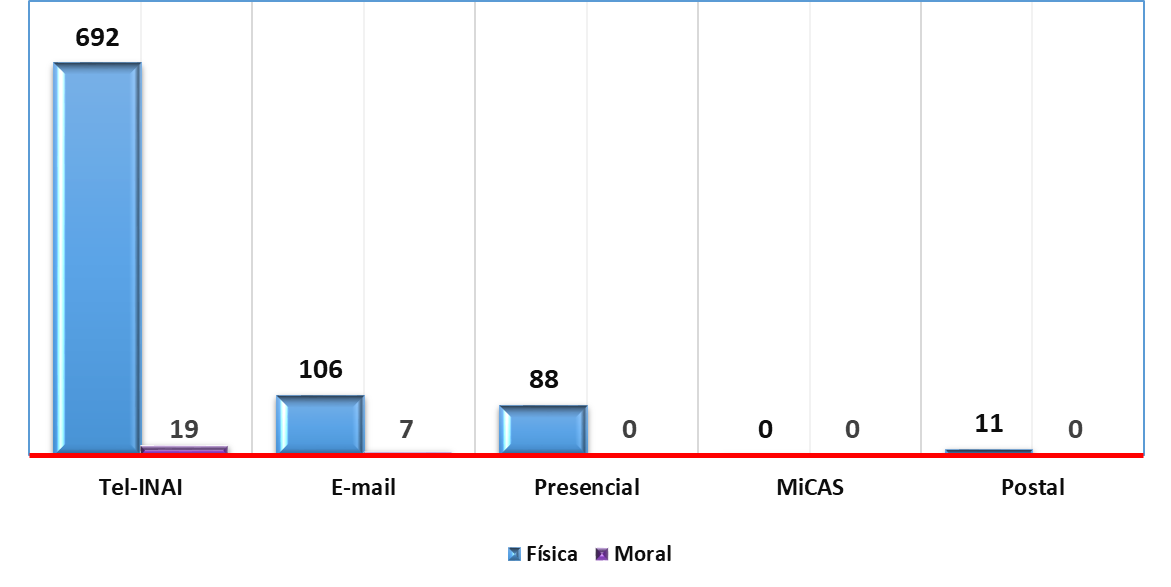 692
19
106
7
88
0
0
0
11
0
Tel-INAI
E-mail
Presencial
MiCAS
Postal
Física
Moral